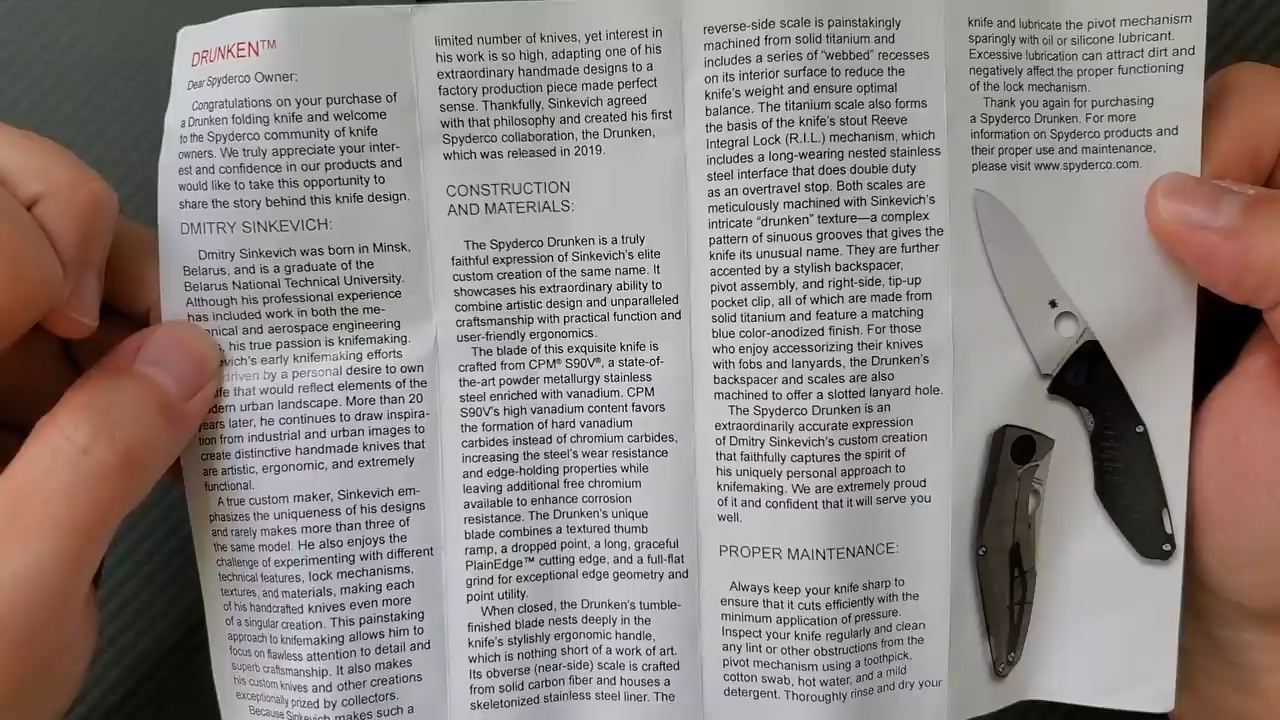 DRUNKEN™
Dear Spyderco Owner:
Congratulations on your purchase of
a Drunken folding knife and welcome
to the Spyderco community of knife
owners. We truly appreciate your inter-
est and confidence in our products and
would like to take this opportunity to
share the story behind this knife design.
DMITRY SINKEVICH:
Dmitry Sinkevich was born in Minsk,
Belarus, and is a graduate of the
Belarus National Technical University.
Although his professional experience
has included work in both the me-
anical and aerospace engineering
, his true passion is knifemaking.
evich's early knifemaking efforts
driven by a personal desire to own
ife that would reflect elements of the
dern urban landscape. More than 20
years later, he continues to draw inspira-
tion from industrial and urban images to
create distinctive handmade knives that
are artistic, ergonomic, and extremely
functional.
A true custom maker, Sinkevich em-
phasizes the uniqueness of his designs
and rarely makes more than three of
the same model. He also enjoys the
challenge of experimenting with different
technical features, lock mechanisms,
textures, and materials, making each
of his handcrafted knives even more
of a singular creation. This painstaking
approach to knifemaking allows him to
focus on flawless attention to detail and
superb craftsmanship. It also makes
his custom knives and other creations
exceptionally prized by collectors.
Because Sinkevich makes such a
limited number of knives, yet interest in
his work is so high, adapting one of his
extraordinary handmade designs to a
factory production piece made perfect
sense. Thankfully, Sinkevich agreed
with that philosophy and created his first
Spyderco collaboration, the Drunken,
which was released in 2019.
CONSTRUCTION
AND MATERIALS:
The Spyderco Drunken is a truly
faithful expression of Sinkevich's elite
custom creation of the same name. It
showcases his extraordinary ability to
combine artistic design and unparalleled
craftsmanship with practical function and
user-friendly ergonomics.
The blade of this exquisite knife is
crafted from CPM® S90V®, a state-of-
the-art powder metallurgy stainless
steel enriched with vanadium. CPM
S90V's high vanadium content favors
the formation of hard vanadium
carbides instead of chromium carbides,
increasing the steel's wear resistance
and edge-holding properties while
leaving additional free chromium
available to enhance corrosion
resistance. The Drunken's unique
blade combines a textured thumb
ramp, a dropped point, a long, graceful
PlainEdge™ cutting edge, and a full-flat
grind for exceptional edge geometry and
point utility.
When closed, the Drunken's tumble-
finished blade nests deeply in the
knife's stylishly ergonomic handle,
which is nothing short of a work of art.
Its obverse (near-side) scale is crafted
from solid carbon fiber and houses a
skeletonized stainless steel liner. The
reverse-side scale is painstakingly
machined from solid titanium and
includes a series of "webbed" recesses
on its interior surface to reduce the
knife's weight and ensure optimal
balance. The titanium scale also forms
the basis of the knife's stout Reeve
Integral Lock (R.I.L.) mechanism, which
includes a long-wearing nested stainless
steel interface that does double duty
as an overtravel stop. Both scales are
meticulously machined with Sinkevich's
intricate "drunken" texture—a complex
pattern of sinuous grooves that gives the
knife its unusual name. They are further
accented by a stylish backspacer,
pivot assembly, and right-side, tip-up
pocket clip, all of which are made from
solid titanium and feature a matching
blue color-anodized finish. For those
who enjoy accessorizing their knives
with fobs and lanyards, the Drunken's
backspacer and scales are also
machined to offer a slotted lanyard hole.
The Spyderco Drunken is an
extraordinarily accurate expression
of Dmitry Sinkevich's custom creation
that faithfully captures the spirit of
his uniquely personal approach to
knifemaking. We are extremely proud
of it and confident that it will serve you
well.
PROPER MAINTENANCE:
Always keep your knife sharp to
ensure that it cuts efficiently with the
minimum application of pressure.
Inspect your knife regularly and clean
any lint or other obstructions from the
pivot mechanism using a toothpick,
cotton swab, hot water, and a mild
detergent. Thoroughly rinse and dry your
knife and lubricate the pivot mechanism
sparingly with oil or silicone lubricant.
Excessive lubrication can attract dirt and
negatively affect the proper functioning
of the lock mechanism.
Thank you again for purchasing
a Spyderco Drunken. For more
information on Spyderco products and
their proper use and maintenance,
please visit www.spyderco.com.